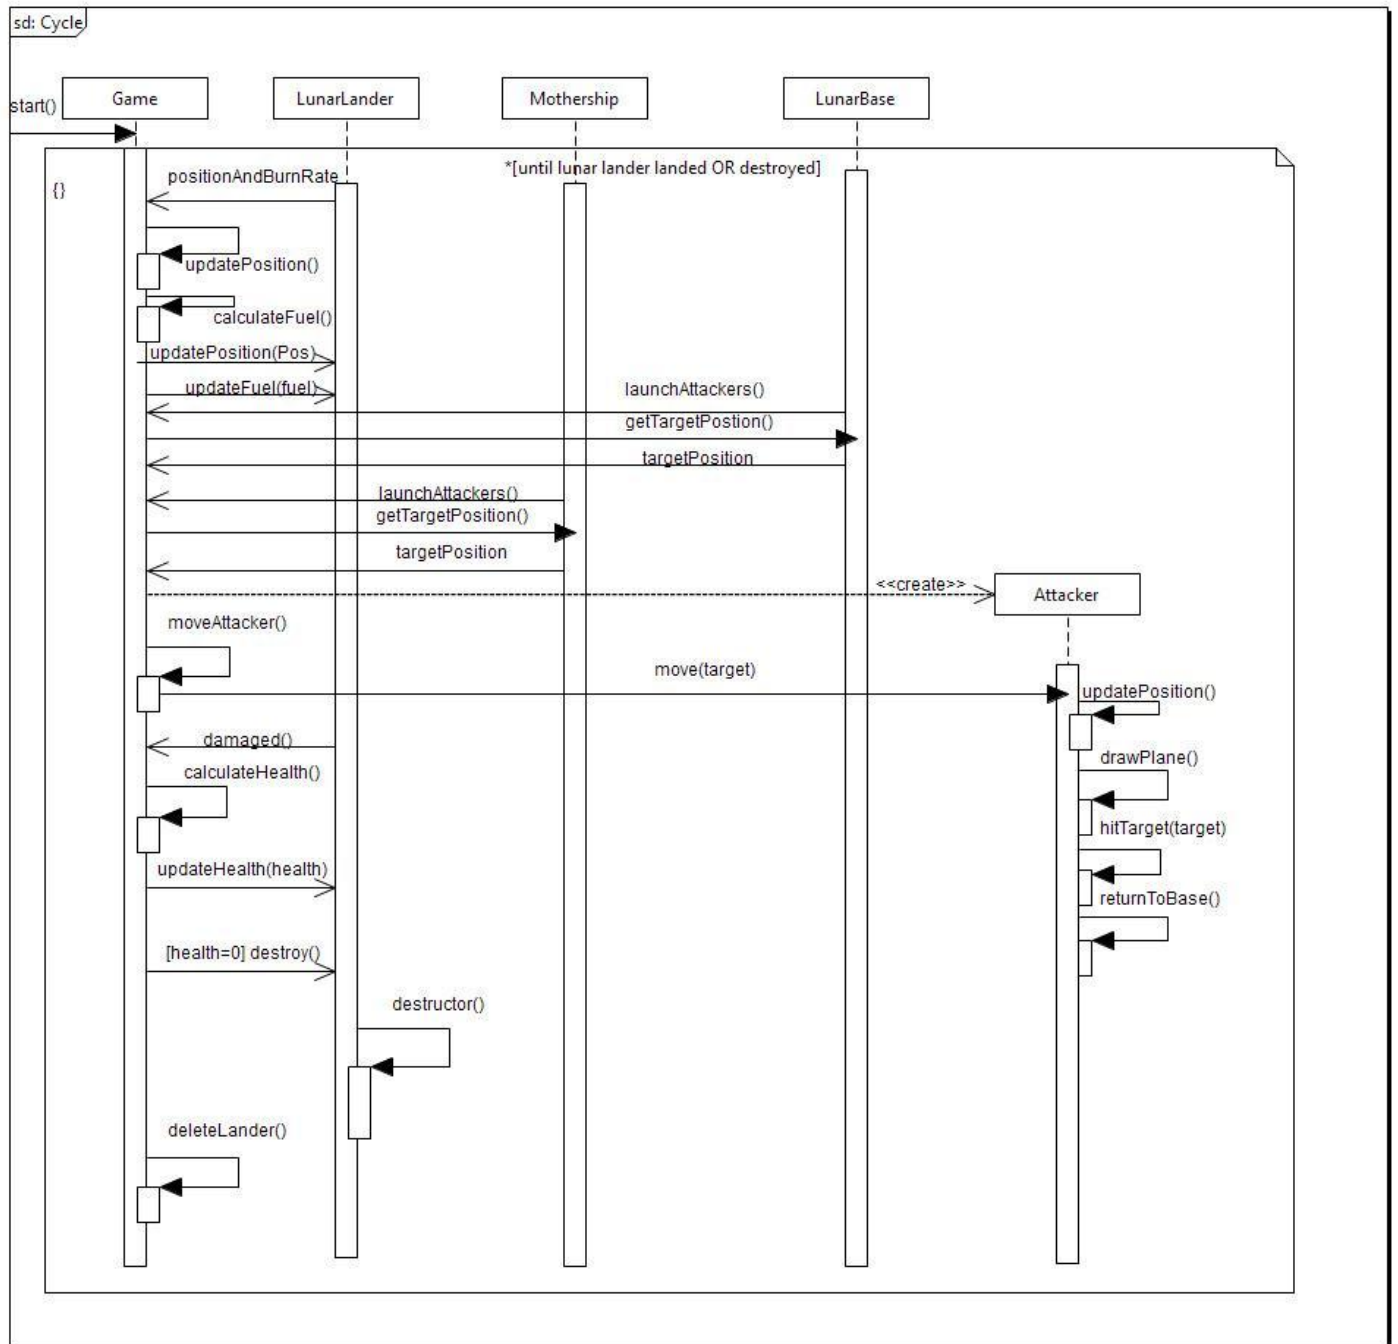 sd: Cycle
Game
LunarLander
Mothership
LunarBase
start()
*[until lunar lander landed OR destroyed]
{}
positionAndBurnRate
updatePosition()
calculateFuel()
updatePosition(Pos)
updateFuel(fuel)
launchAttackers()
getTargetPostion()
targetPosition
launchAttackers()
getTargetPosition()
targetPosition
<<create>>
Attacker
moveAttacker()
move(target)
updatePosition()
damaged()
drawPlane()
calculateHealth()
hitTarget(target)
updateHealth(health)
returnToBase()
[health=0] destroy()
destructor()
deleteLander()